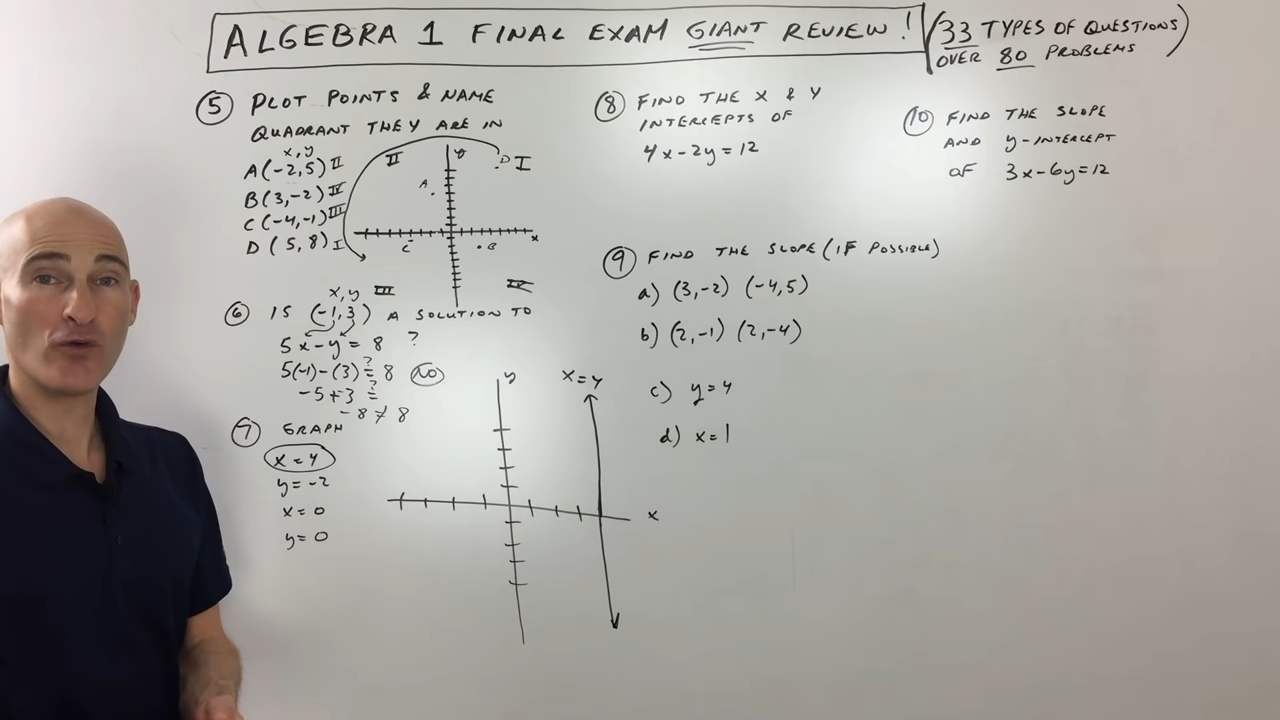 ALGEBRA 1 FINAL EXAM GIANT REVIEW!
(33 TYPES OF QUESTIONS)
OVER 80 PROBLEMS
5 PLOT POINTS & NAME
QUADRANT THEY ARE IN
x, y
A(-2,5) II
B(3,-2) IV
C(-4,-1) III
D(5,8) I
y
II
D I
A
C
B
x
III
IV
x, y
6 IS (-1,3) A SOLUTION TO
5x-y=8 ?
5(-1)-(3)≟8 NO
-5+3≟
-8≠8
7 GRAPH
x=4
y=-2
x=0
y=0
y
x=4
x
8 FIND THE X & Y
INTERCEPTS OF
4x-2y=12
9 FIND THE SLOPE (IF POSSIBLE)
a) (3,-2) (-4,5)
b) (2,-1) (2,-4)
c) y=4
d) x=1
10 FIND THE SLOPE
AND y-INTERCEPT
OF 3x-6y=12